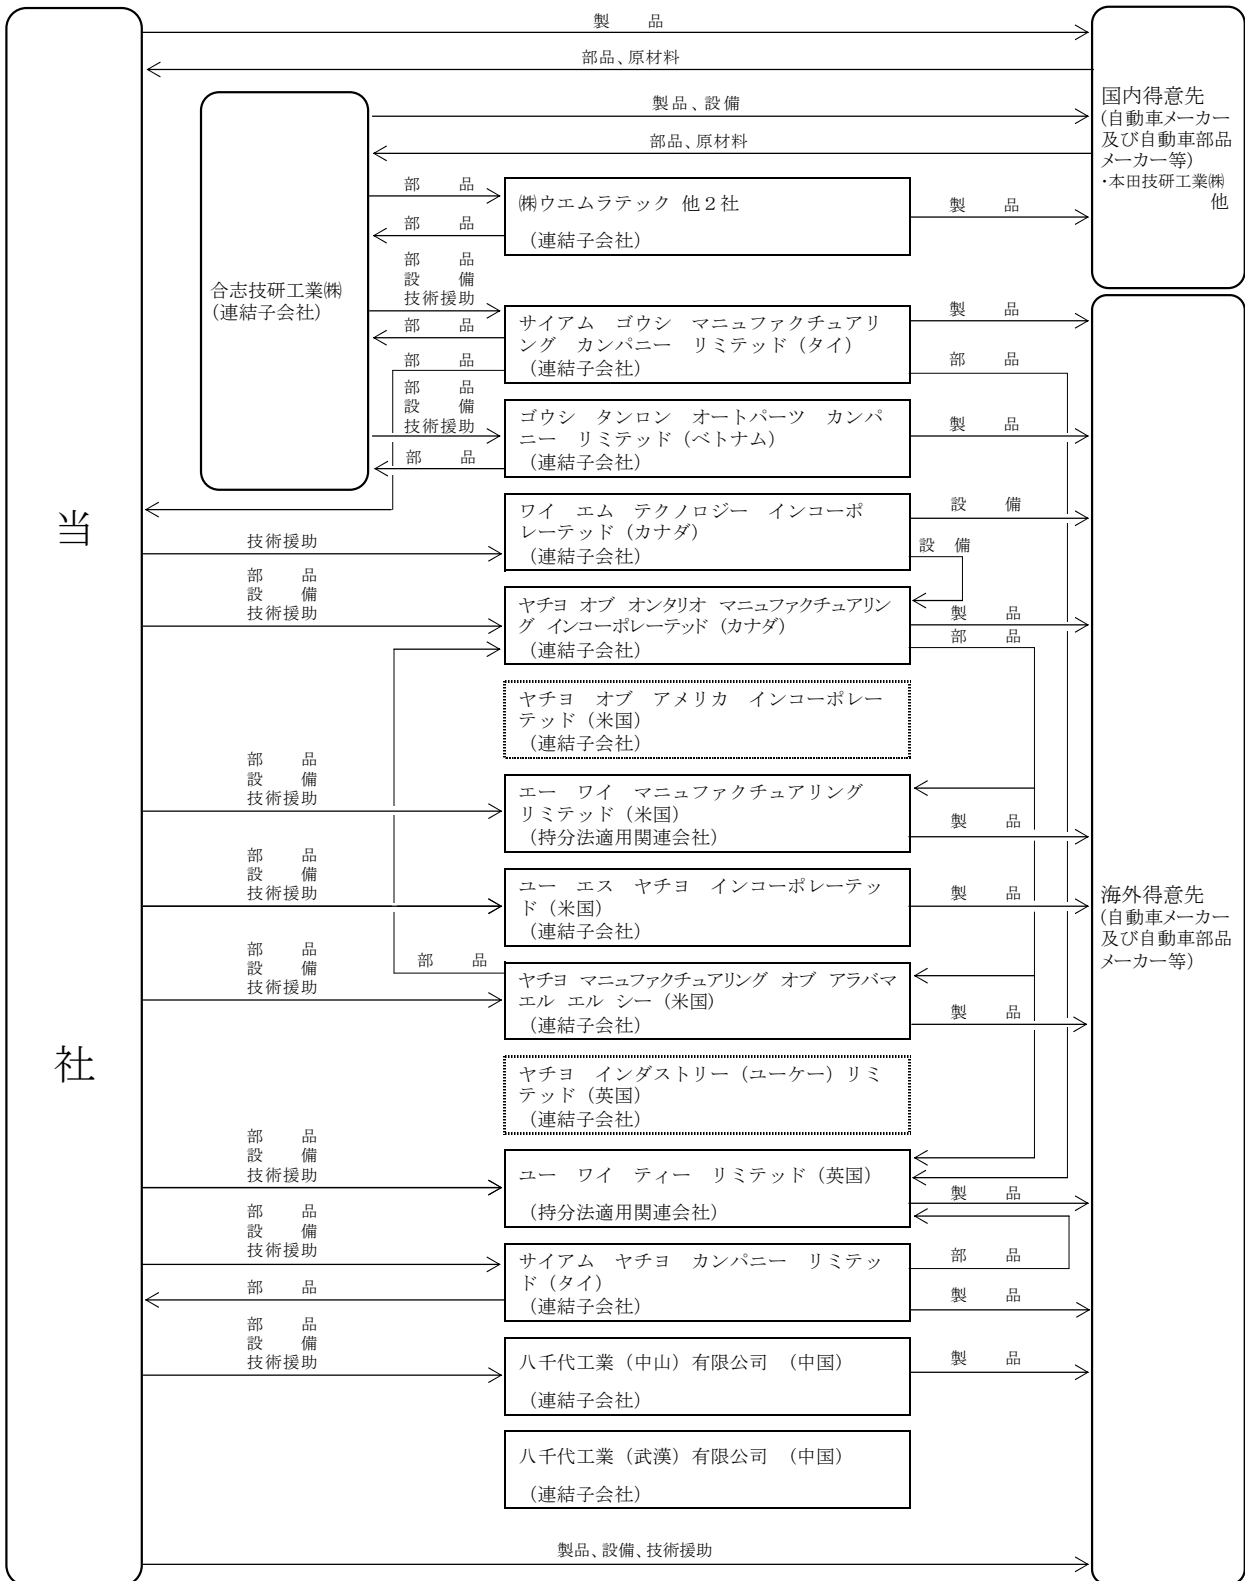 製　品
部品、原材料
製品、設備
部品、原材料
国内得意先
(自動車メーカー
及び自動車部品
メーカー等)
・本田技研工業㈱
他
部　品
㈱ウエムラテック 他２社
（連結子会社）
製　品
部　品
合志技研工業㈱
(連結子会社)
部　品
設　備
技術援助
サイアム　ゴウシ　マニュファクチュアリ
ング　カンパニー　リミテッド（タイ）
（連結子会社）
製　品
部　品
部　品
部　品
部　品
設　備
技術援助
ゴウシ　タンロン　オートパーツ　カンパ
ニー　リミテッド（ベトナム）
（連結子会社）
製　品
部　品
当
社
ワイ　エム　テクノロジー　インコーポ
レーテッド（カナダ）
（連結子会社）
設　備
設　備
技術援助
部　品
設　備
技術援助
ヤチヨ オブ オンタリオ マニュファクチュアリン
グ インコーポレーテッド（カナダ）
（連結子会社）
製　品
部　品
ヤチヨ　オブ　アメリカ　インコーポレー
テッド（米国）
（連結子会社）
部　品
設　備
技術援助
エー　ワイ　マニュファクチュアリング
リミテッド（米国）
（持分法適用関連会社）
製　品
部　品
設　備
技術援助
ユー　エス　ヤチヨ　インコーポレーテッ
ド（米国）
（連結子会社）
製　品
海外得意先
(自動車メーカー
及び自動車部品
メーカー等)
部　品
設　備
技術援助
部　品
ヤチヨ マニュファクチュアリング オブ アラバマ
エル エル シー（米国）
（連結子会社）
製　品
ヤチヨ　インダストリー（ユーケー）リミ
テッド（英国）
（連結子会社）
部　品
設　備
技術援助
ユー　ワイ　ティー　リミテッド（英国）
（持分法適用関連会社）
製　品
部　品
設　備
技術援助
サイアム　ヤチヨ　カンパニー　リミテッ
ド（タイ）
（連結子会社）
部　品
製　品
部　品
部　品
設　備
技術援助
八千代工業（中山）有限公司　（中国）
（連結子会社）
製　品
八千代工業（武漢）有限公司　（中国）
（連結子会社）
製品、設備、技術援助